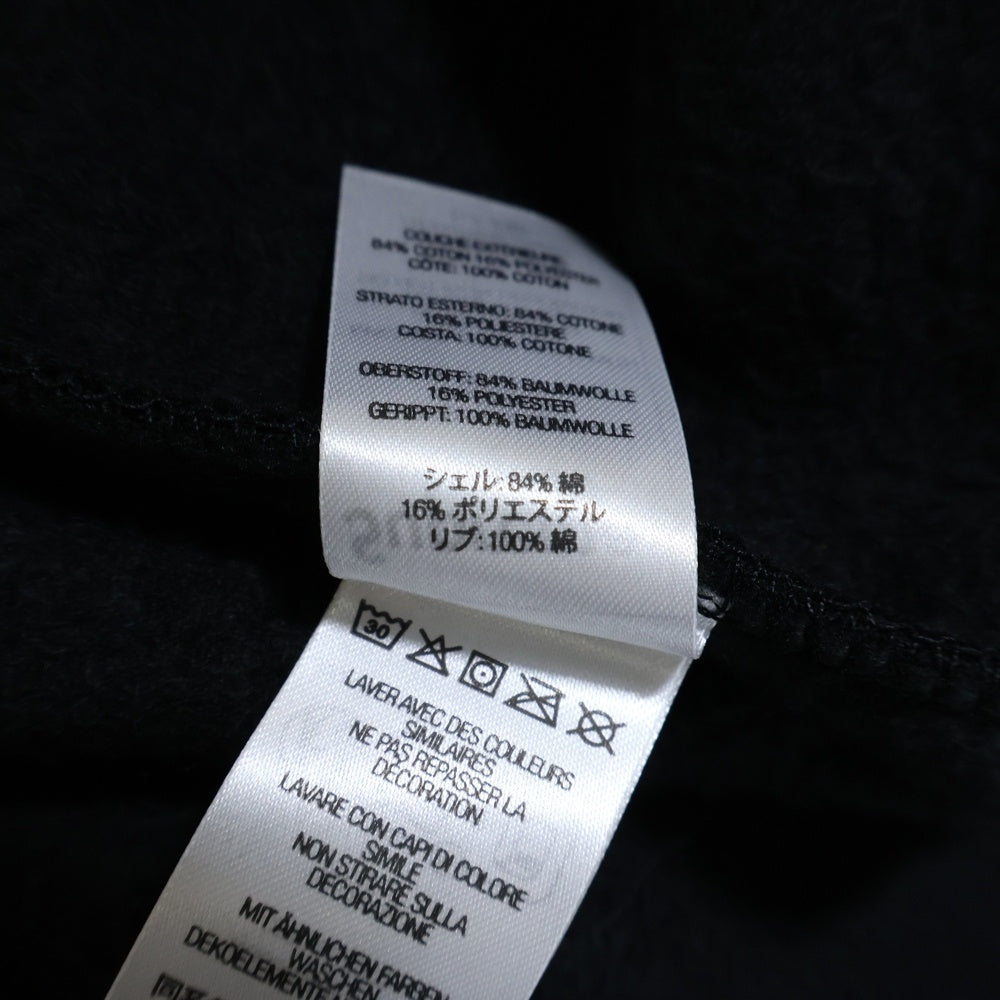 COUCHE EXTÉRIEURE
84% COTON 16% POLYESTER
CÔTE: 100% COTON
STRATO ESTERNO: 84% COTONE
16% POLIESTERE
COSTA: 100% COTONE
OBERSTOFF: 84% BAUMWOLLE
16% POLYESTER
GERIPPT: 100% BAUMWOLLE
シェル: 84% 綿
16% ポリエステル
リブ: 100% 綿
30
LAVER AVEC DES COULEURS
SIMILAIRES
NE PAS REPASSER LA
DÉCORATION
LAVARE CON CAPI DI COLORE
SIMILE
NON STIRARE SULLA
DECORAZIONE
MIT ÄHNLICHEN FARBEN
WASCHEN
DEKOELEMENTE